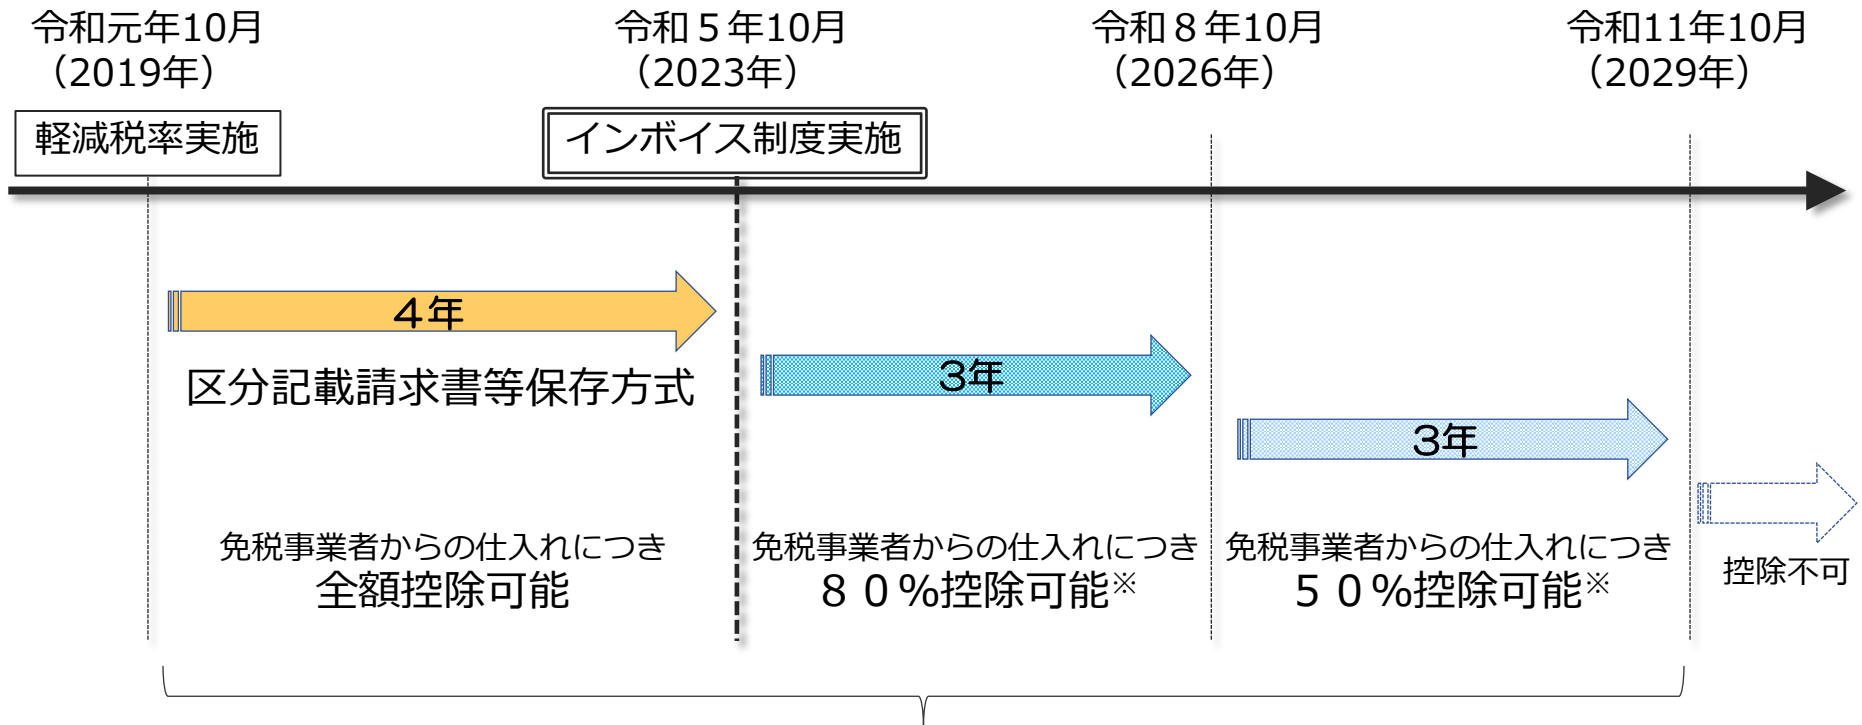 令和元年10月
（2019年）
令和５年10月
（2023年）
令和８年10月
（2026年）
令和11年10月
（2029年）
軽減税率実施
インボイス制度実施
４年
区分記載請求書等保存方式
３年
３年
免税事業者からの仕入れにつき
全額控除可能
免税事業者からの仕入れにつき
８０%控除可能※
免税事業者からの仕入れにつき
５０%控除可能※
控除不可